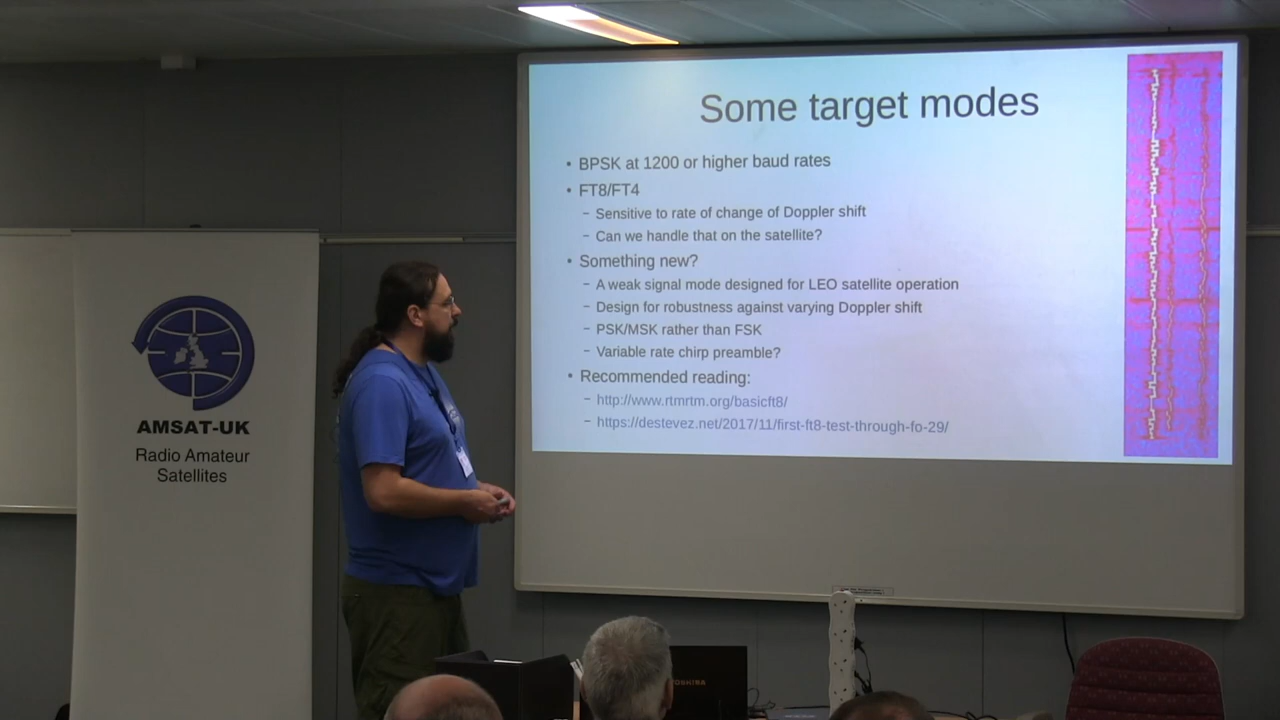 Some target modes
• BPSK at 1200 or higher baud rates
• FT8/FT4
– Sensitive to rate of change of Doppler shift
– Can we handle that on the satellite?
• Something new?
– A weak signal mode designed for LEO satellite operation
– Design for robustness against varying Doppler shift
– PSK/MSK rather than FSK
– Variable rate chirp preamble?
• Recommended reading:
– http://www.rtmrtm.org/basicft8/
– https://destevez.net/2017/11/first-ft8-test-through-fo-29/
AMSAT-UK
Radio Amateur
Satellites
TOSHIBA